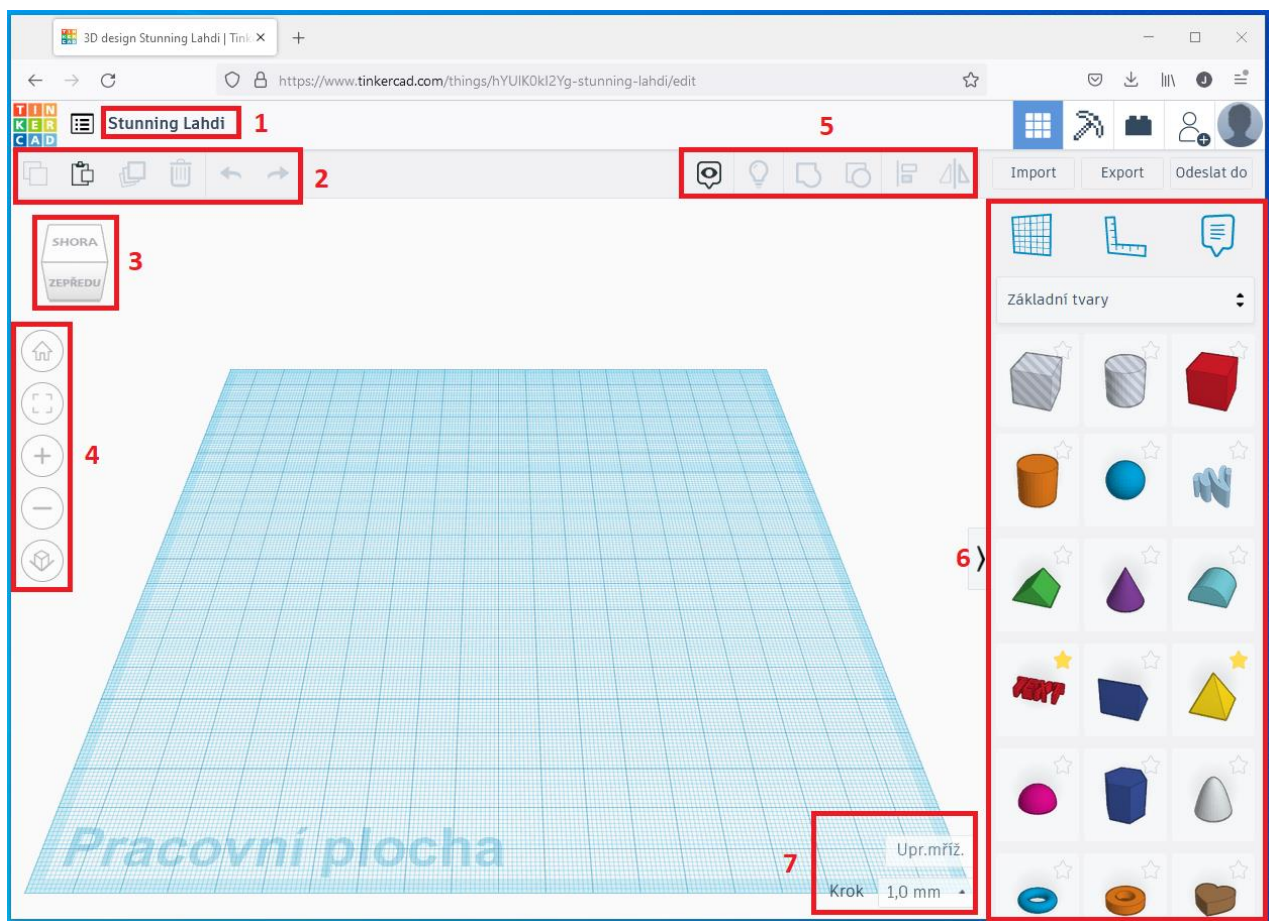 3D design Stunning Lahdi | Tink
https://www.tinkercad.com/things/hYUIK0kI2Yg-stunning-lahdi/edit
J
TIN
KER
CAD
Stunning Lahdi
1
5
2
Import
Export
Odeslat do
SHORA
ZEPŘEDU
3
Základní tvary
4
6
TEXT
Pracovní plocha
7
Upr.mříž.
Krok
1,0 mm